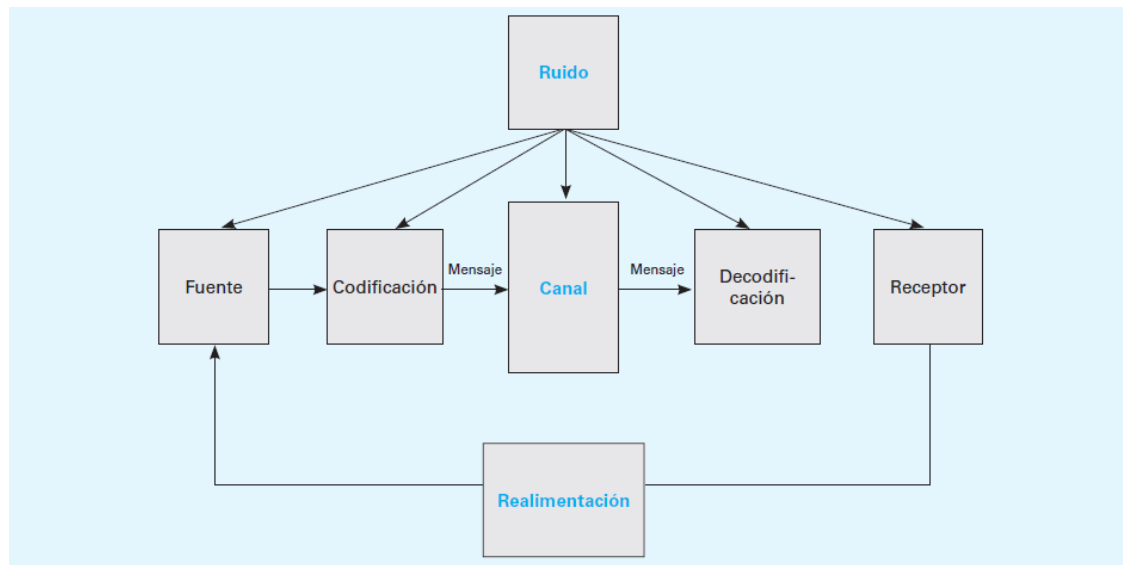 Ruido
Fuente
Codificación
Mensaje
Canal
Mensaje
Decodifi-
cación
Receptor
Realimentación